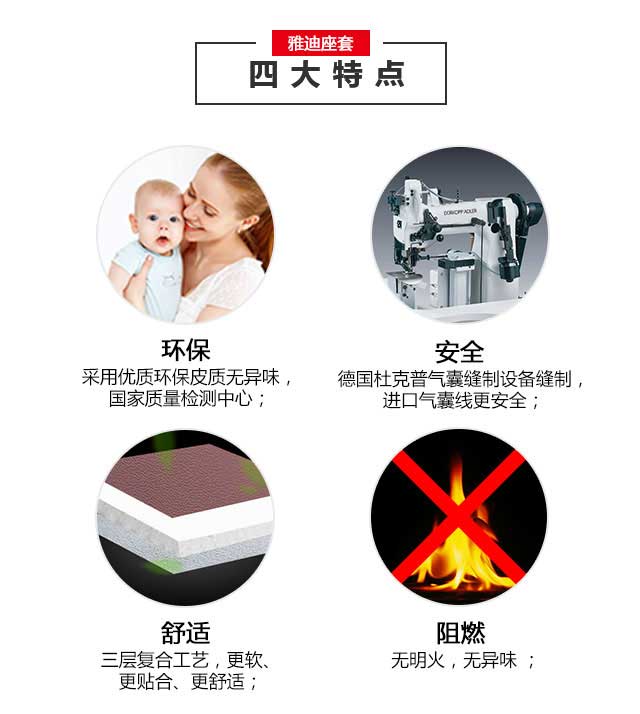 雅迪座套
四大特点
DÜRKOPP ADLER
环保
采用优质环保皮质无异味，
国家质量检测中心；
安全
德国杜克普气囊缝制设备缝制，
进口气囊线更安全；
舒适
三层复合工艺，更软、
更贴合、更舒适；
阻燃
无明火，无异味 ；